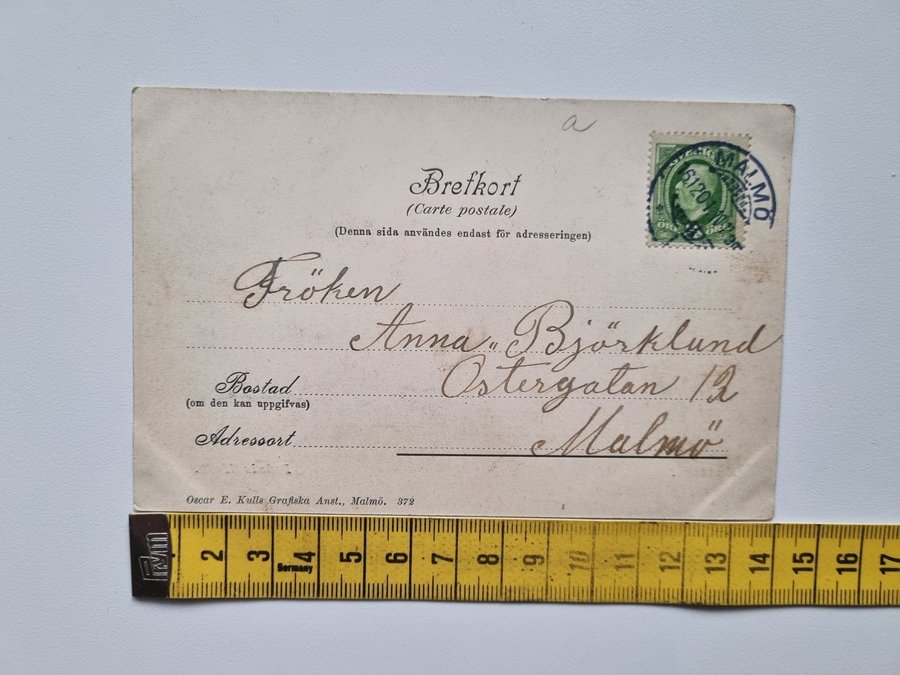 a
Brefkort
(Carte postale)
(Denna sida användes endast för adresseringen)
MALMÖ
Fröken
Anna Björklund
Bostad
Östergatan 12
(om den kan uppgifvas)
Adressort
Malmö
Oscar E. Kulls Grafiska Anst., Malmö. 372
1 2 3 4 5 6 7 8 9 10 11 12 13 14 15 16 17
Germany